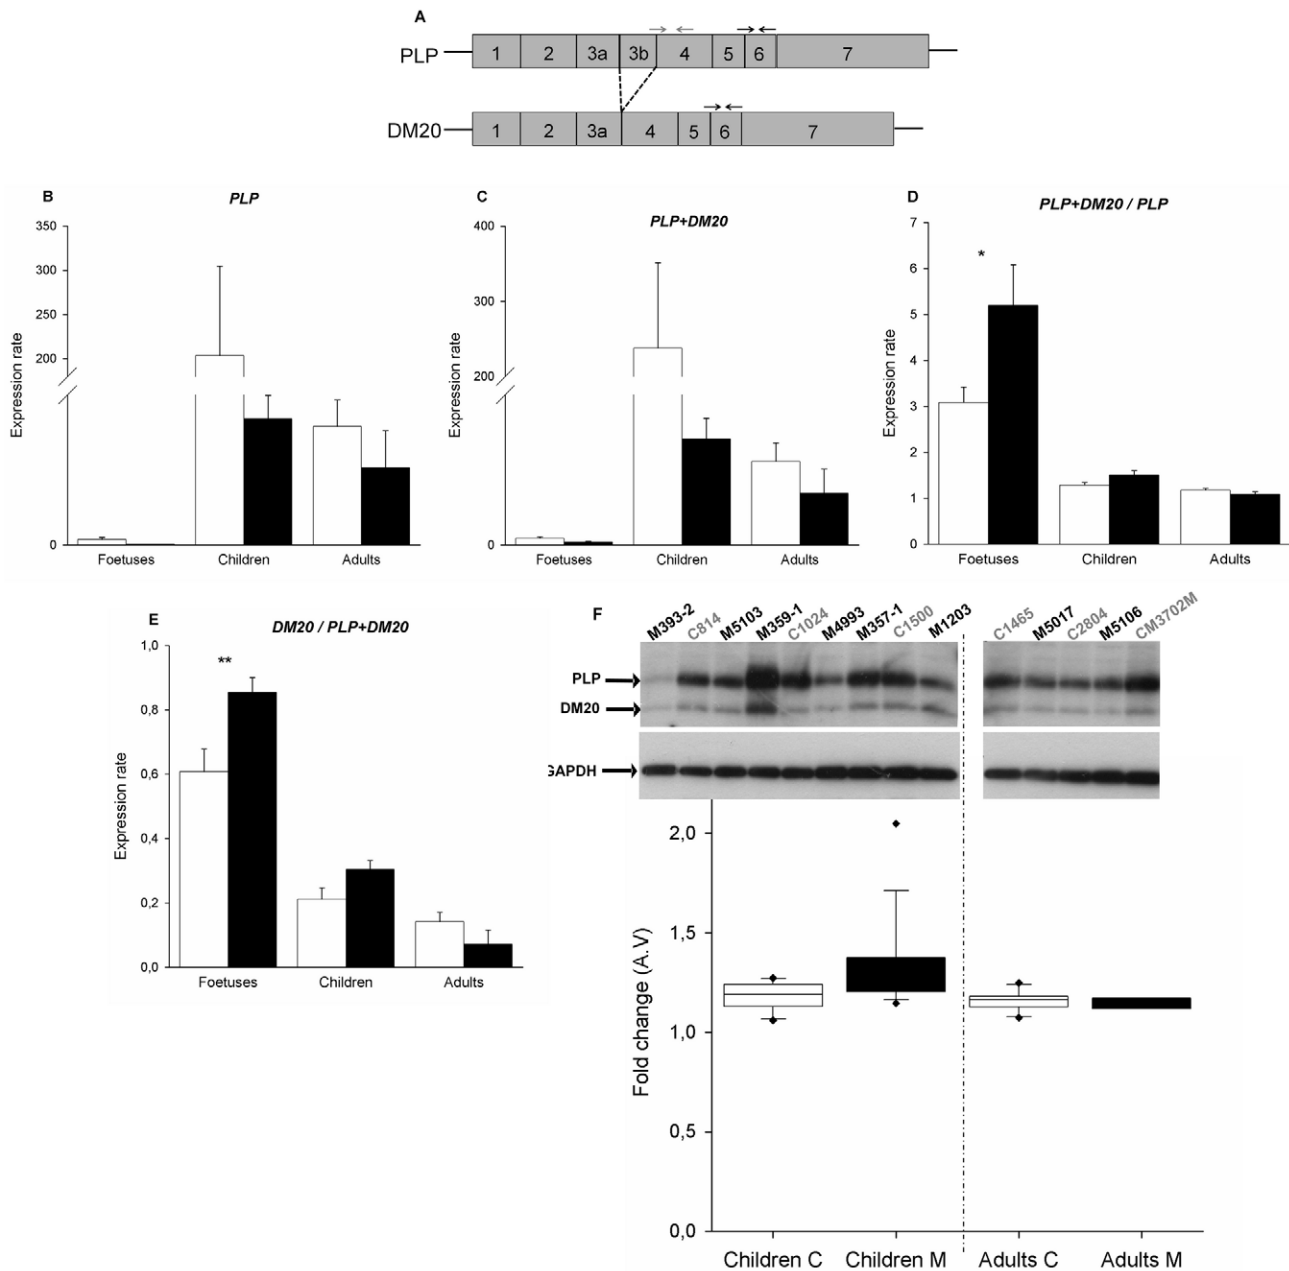 A
PLP 1 2 3a 3b 4 5 6 7
DM20 1 2 3a 4 5 6 7
B
PLP
Expression rate
350
300
250
200
0
Foetuses Children Adults
C
PLP+DM20
Expression rate
400
300
200
0
Foetuses Children Adults
D
PLP+DM20 / PLP
Expression rate
7
6
5
4
3
2
1
0
*
Foetuses Children Adults
E
DM20 / PLP+DM20
Expression rate
1,0
0,8
0,6
0,4
0,2
0,0
**
Foetuses Children Adults
F
M393-2 C814 M5103 M359-1 C1024 M4993 M357-1 C1500 M1203 C1465 M5017 C2804 M5106 CM3702M
PLP
DM20
GAPDH
Fold change (A.V)
2,0
1,5
1,0
0,5
0,0
Children C Children M Adults C Adults M